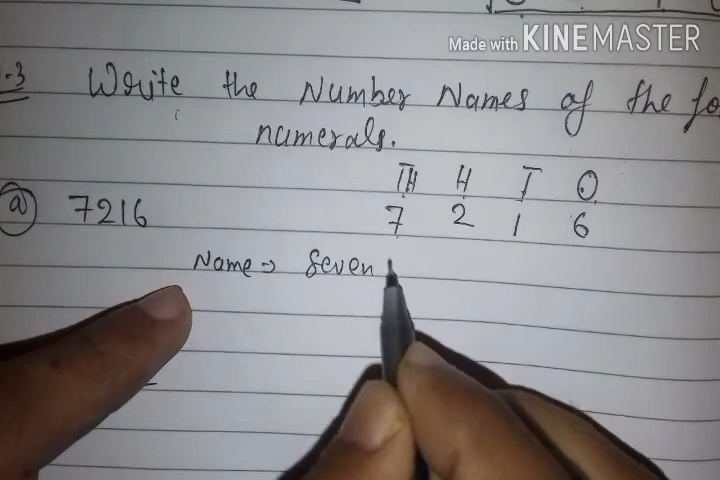 Made with KINEMASTER
Write the Number Names of the
numerals.
TH H T O
(a) 7216 7 2 1 6
Name => Seven